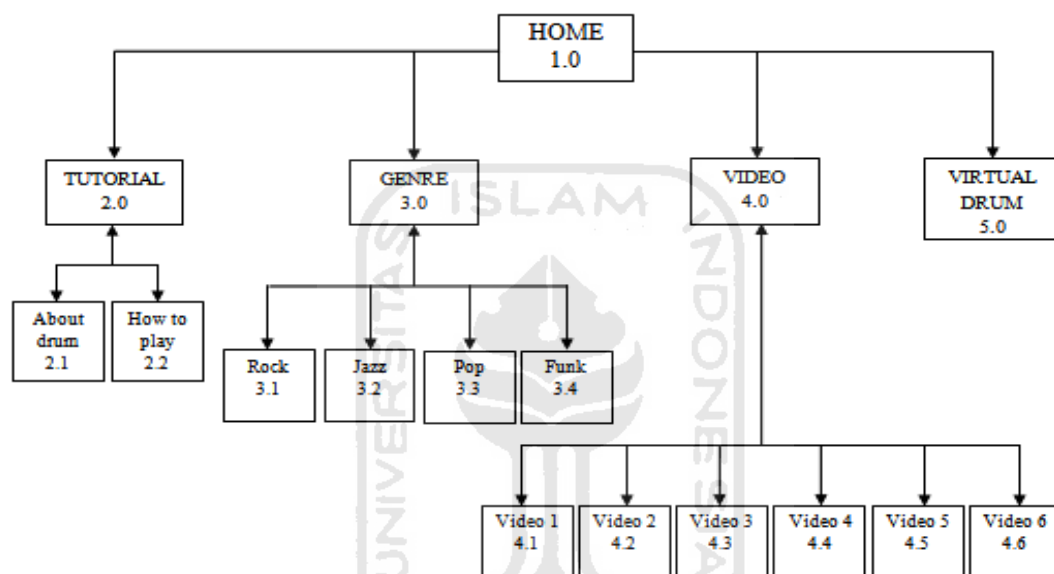 HOME
1.0
TUTORIAL
2.0
GENRE
3.0
VIDEO
4.0
VIRTUAL
DRUM
5.0
About
drum
2.1
How to
play
2.2
Rock
3.1
Jazz
3.2
Pop
3.3
Funk
3.4
Video 1
4.1
Video 2
4.2
Video 3
4.3
Video 4
4.4
Video 5
4.5
Video 6
4.6
UNIVERSITAS
ISLAM
INDONESIA